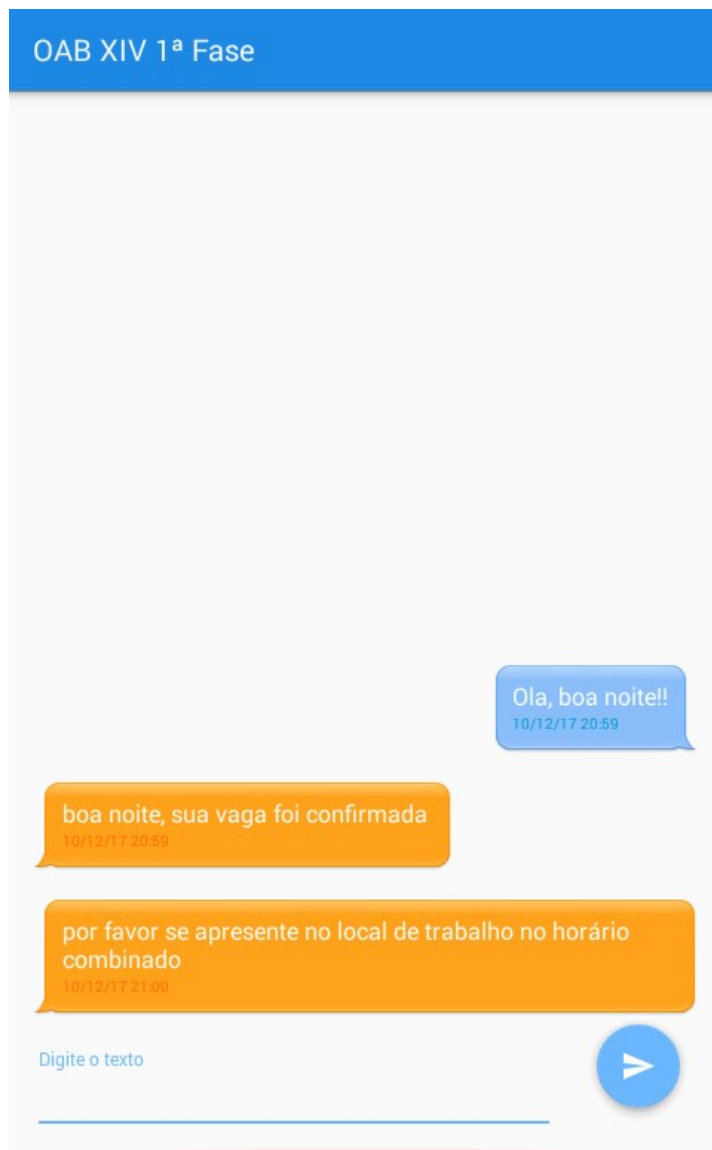 OAB XIV 1ª Fase
Ola, boa noite!!
10/12/17 20:59
boa noite, sua vaga foi confirmada
10/12/17 20:59
por favor se apresente no local de trabalho no horário
combinado
10/12/17 21:00
Digite o texto